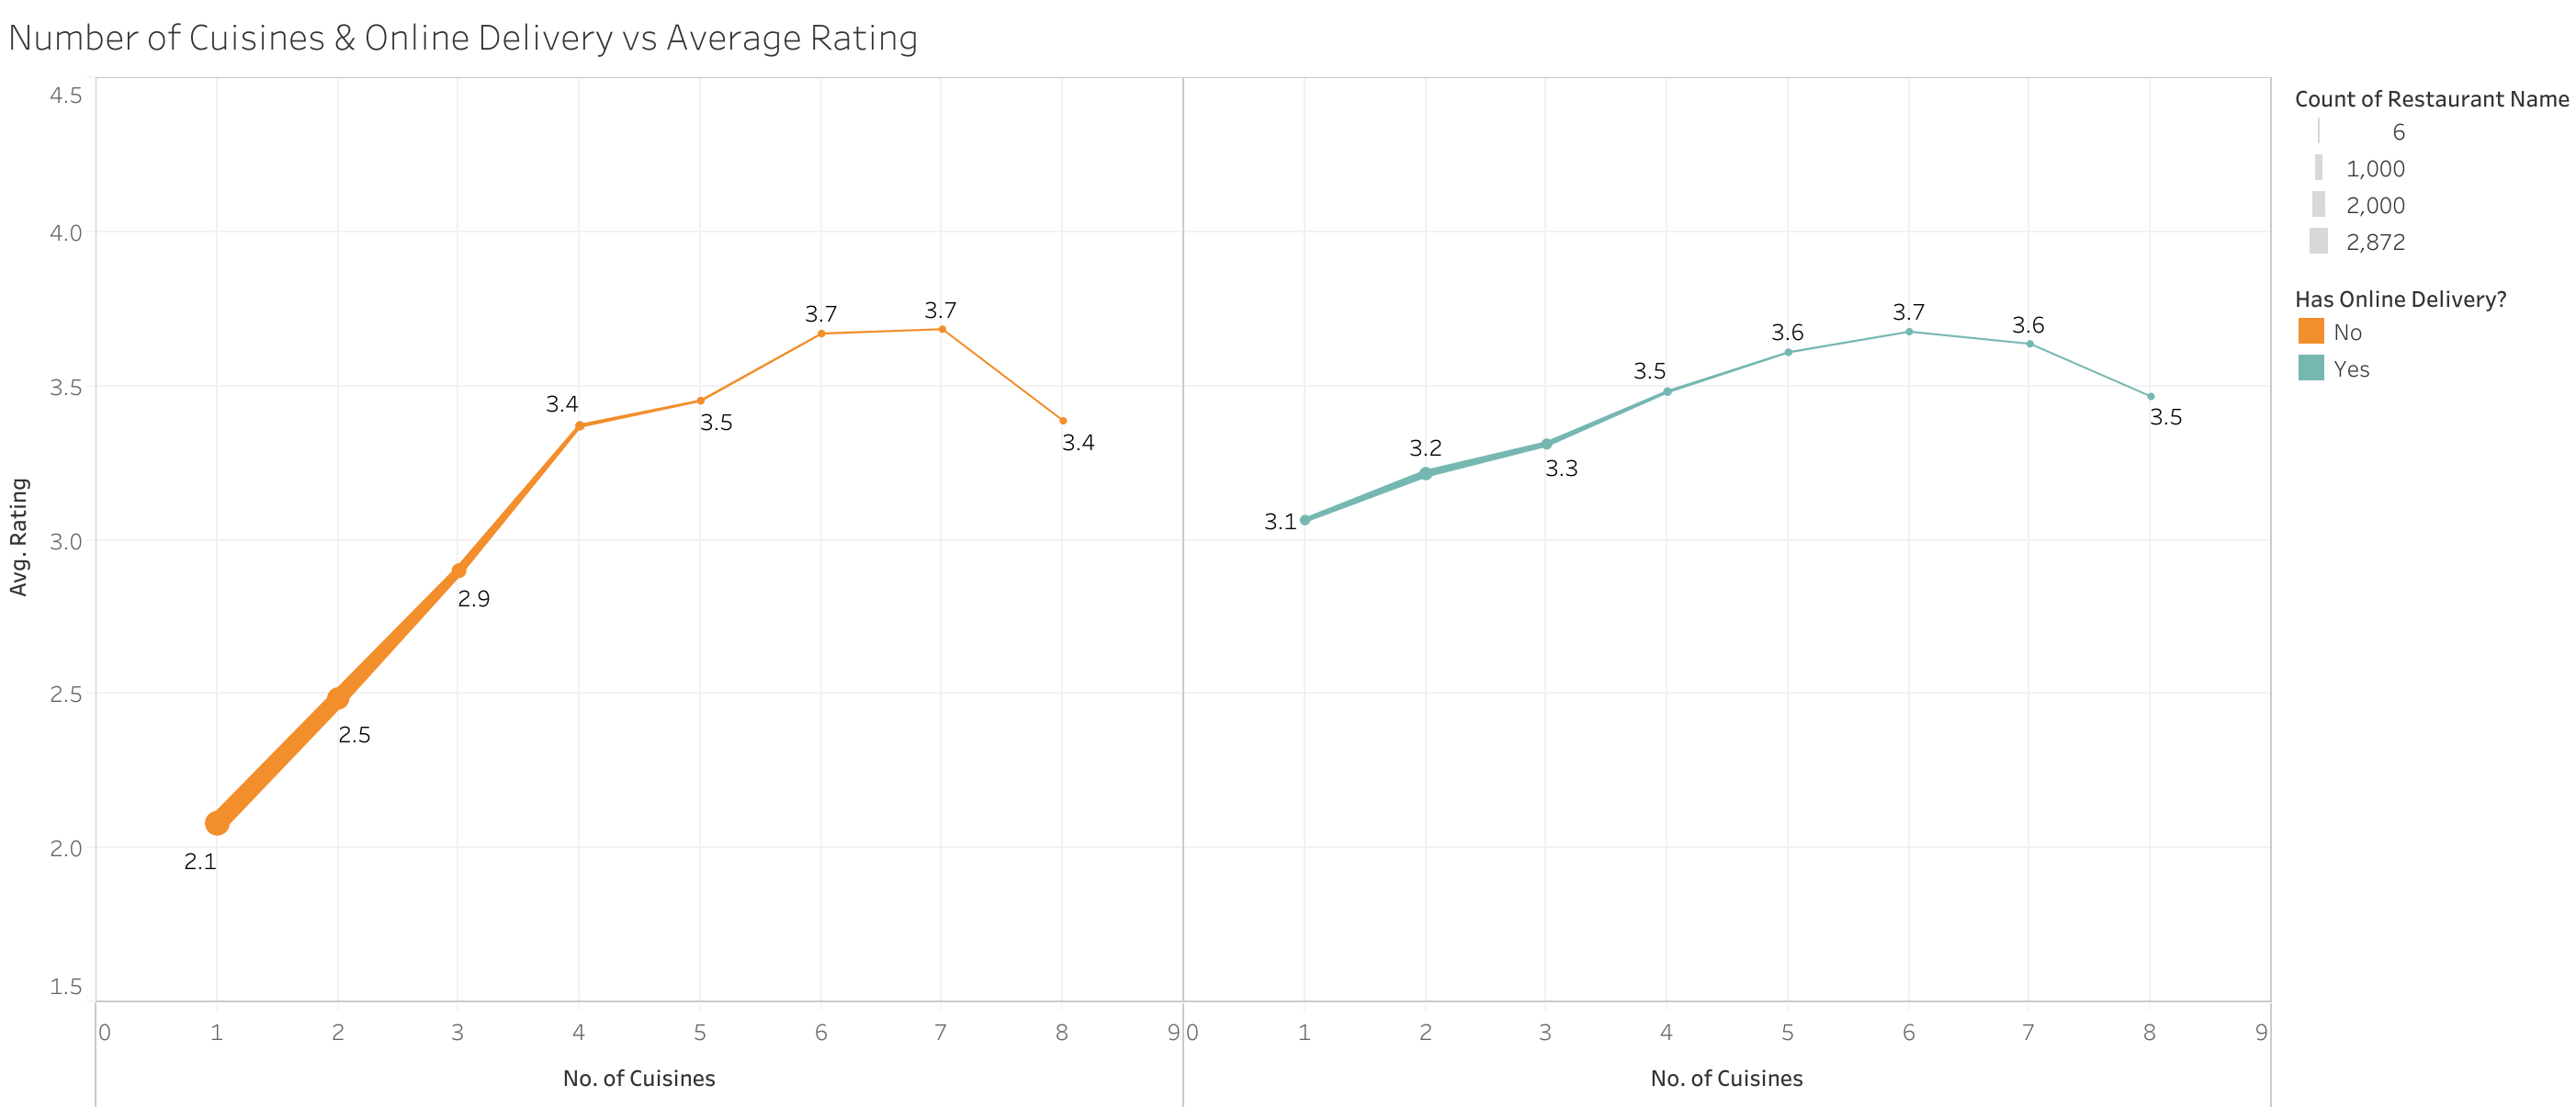 Number of Cuisines & Online Delivery vs Average Rating
4.5
4.0
3.5
3.0
2.5
2.0
1.5
Avg. Rating
2.1
2.5
2.9
3.4
3.5
3.7
3.7
3.4
3.1
3.2
3.3
3.5
3.6
3.7
3.6
3.5
0 1 2 3 4 5 6 7 8 9
0 1 2 3 4 5 6 7 8 9
No. of Cuisines
No. of Cuisines
Count of Restaurant Name
6
1,000
2,000
2,872
Has Online Delivery?
No
Yes